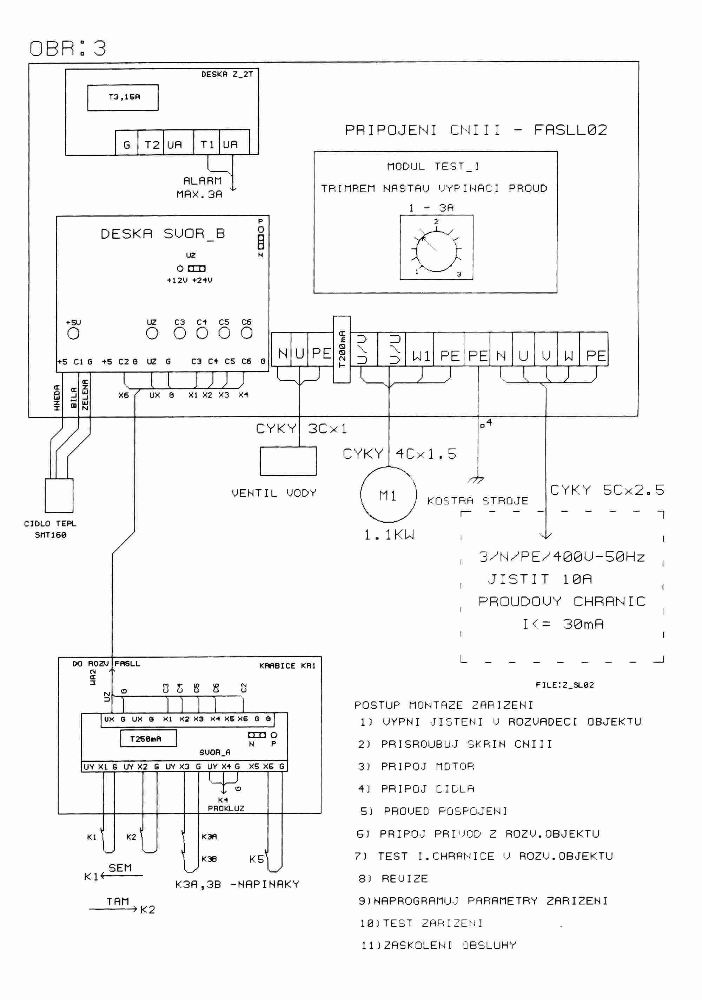 OBR:3
DESKA Z_2T
T3,15A
G T2 UA T1 UA
ALARM
MAX.3A
PRIPOJENI CNIII - FASLL02
MODUL TEST_I
TRIMREM NASTAV VYPINACI PROUD
1 - 3A
2
1
3
DESKA SVOR_B
P
N
UZ
+12V +24V
+5V UZ C3 C4 C5 C6
+5 C1 G +5 C2 G UZ G C3 C4 C5 C6 G
N U PE
T200mA
U/U V/U W1 PE PE N U V W PE
HNEDA
BILA
ZELENA
X6 UX G X1 X2 X3 X4
CYKY 3Cx1
4
CYKY 4Cx1.5
VENTIL VODY
M1
1.1KW
KOSTRA STROJE
CYKY 5Cx2.5
CIDLO TEPL
SMT160
3/N/PE/400V-50Hz
JISTIT 10A
PROUDOVY CHRANIC
I<= 30mA
DO ROZV FASLL
KRABICE KR1
WA2
UZ G C3 C4 C5 C6 C2
UX G UX G X1 X2 X3 X4 X5 X6 G G
T250mA
N P
SVOR_A
UY X1 G UY X2 G UY X3 G UY X4 G X5 X6 G
G
K4
PROKLUZ
K1
K2
K3A
K3B
K5
SEM
K1
K3A,3B -NAPINAKY
TAM
K2
FILE:Z_SL02
POSTUP MONTAZE ZARIZENI
1) VYPNI JISTENI V ROZVADECI OBJEKTU
2) PRISROUBUJ SKRIN CNIII
3) PRIPOJ MOTOR
4) PRIPOJ CIDLA
5) PROVED POSPOJENI
6) PRIPOJ PRIVOD Z ROZV.OBJEKTU
7) TEST I.CHRANICE V ROZV.OBJEKTU
8) REVIZE
9)NAPROGRAMUJ PARAMETRY ZARIZENI
10)TEST ZARIZENI
11)ZASKOLENI OBSLUHY